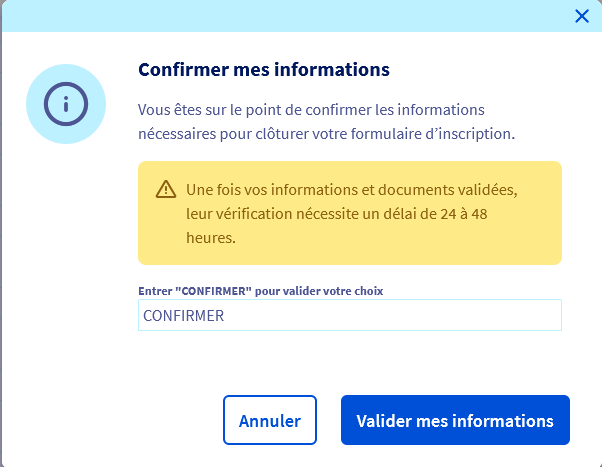 Confirmer mes informations
Vous êtes sur le point de confirmer les informations
nécessaires pour clôturer votre formulaire d’inscription.
Une fois vos informations et documents validées,
leur vérification nécessite un délai de 24 à 48
heures.
Entrer "CONFIRMER" pour valider votre choix
CONFIRMER
Annuler
Valider mes informations